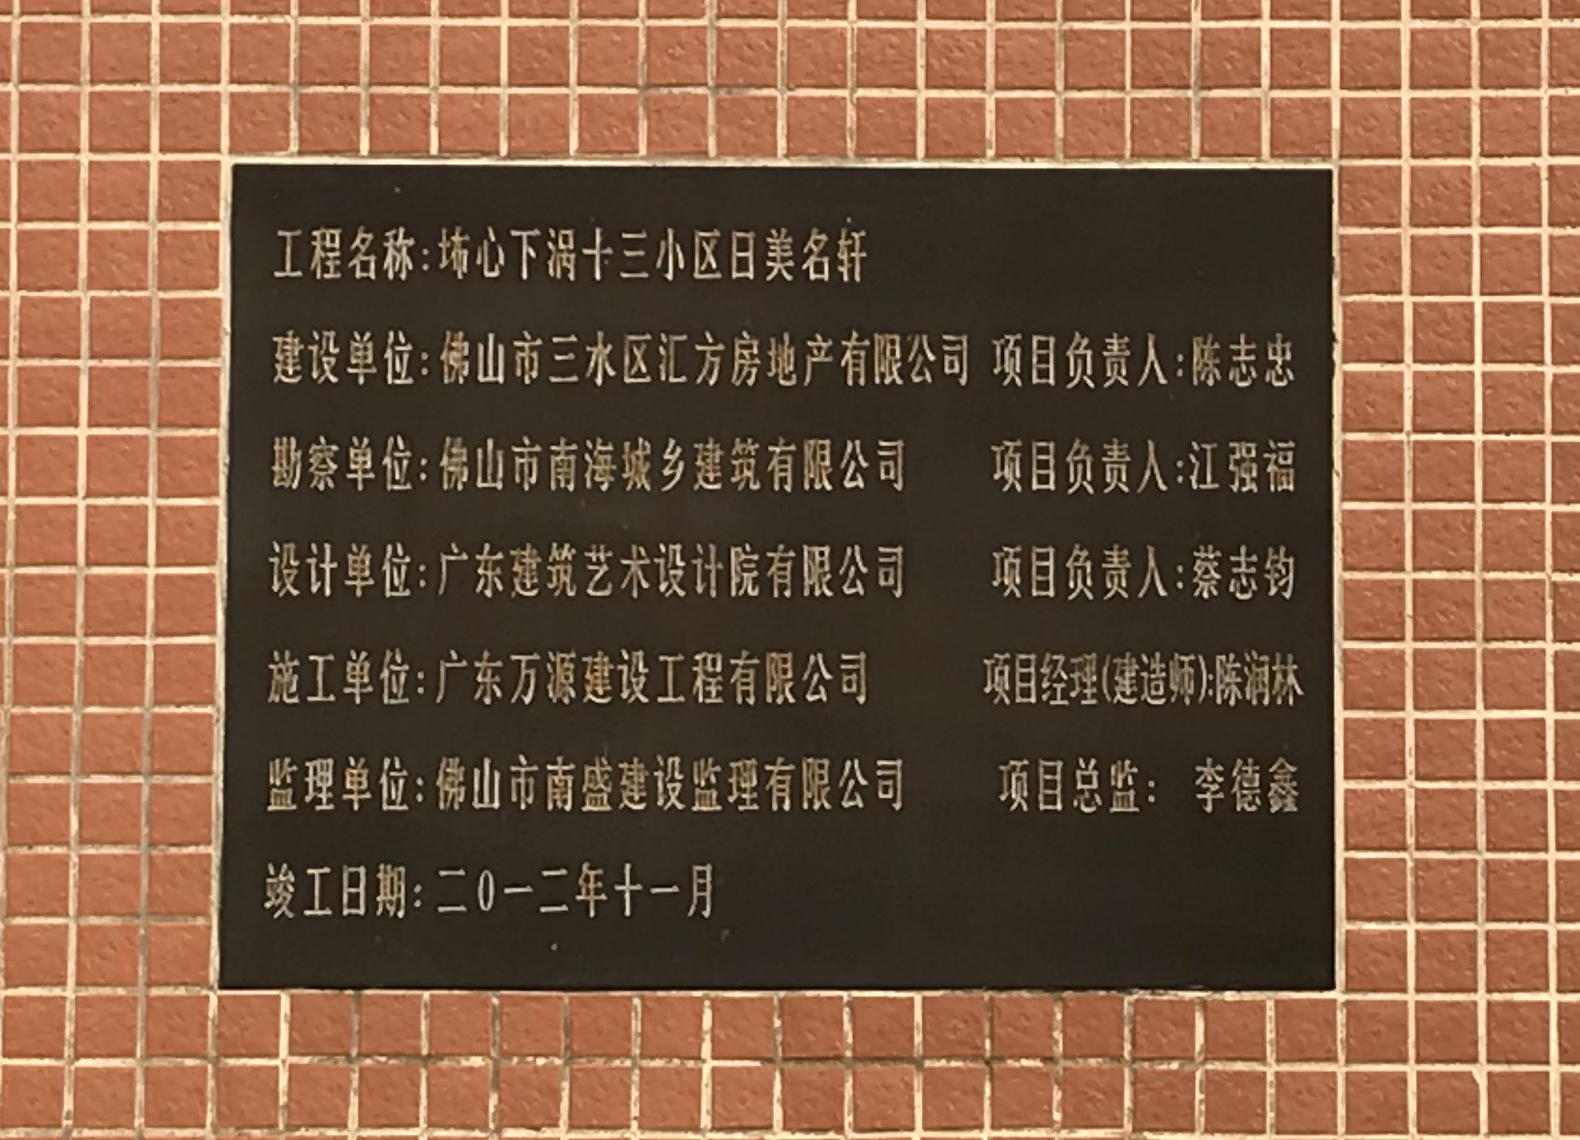 工程名称:㘵心下涡十三小区日美名轩
建设单位:佛山市三水区汇方房地产有限公司 项目负责人:陈志忠
勘察单位:佛山市南海城乡建筑有限公司 项目负责人:江强福
设计单位:广东建筑艺术设计院有限公司 项目负责人:蔡志钧
施工单位:广东万源建设工程有限公司 项目经理(建造师):陈润林
监理单位:佛山市南盛建设监理有限公司 项目总监: 李德鑫
竣工日期:二0一二年十一月